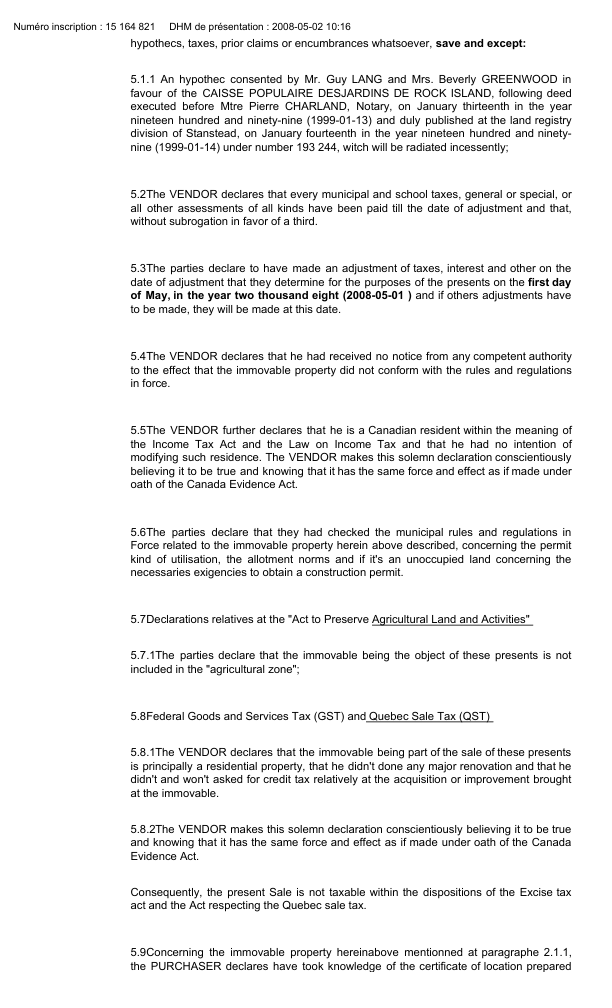 Numéro inscription : 15 164 821 DHM de présentation : 2008-05-02 10:16
hypothecs, taxes, prior claims or encumbrances whatsoever, save and except:
5.1.1 An hypothec consented by Mr. Guy LANG and Mrs. Beverly GREENWOOD in
favour of the CAISSE POPULAIRE DESJARDINS DE ROCK ISLAND, following deed
executed before Mtre Pierre CHARLAND, Notary, on January thirteenth in the year
nineteen hundred and ninety-nine (1999-01-13) and duly published at the land registry
division of Stanstead, on January fourteenth in the year nineteen hundred and ninety-
nine (1999-01-14) under number 193 244, witch will be radiated incessently;
5.2The VENDOR declares that every municipal and school taxes, general or special, or
all other assessments of all kinds have been paid till the date of adjustment and that,
without subrogation in favor of a third.
5.3The parties declare to have made an adjustment of taxes, interest and other on the
date of adjustment that they determine for the purposes of the presents on the first day
of May, in the year two thousand eight (2008-05-01 ) and if others adjustments have
to be made, they will be made at this date.
5.4The VENDOR declares that he had received no notice from any competent authority
to the effect that the immovable property did not conform with the rules and regulations
in force.
5.5The VENDOR further declares that he is a Canadian resident within the meaning of
the Income Tax Act and the Law on Income Tax and that he had no intention of
modifying such residence. The VENDOR makes this solemn declaration conscientiously
believing it to be true and knowing that it has the same force and effect as if made under
oath of the Canada Evidence Act.
5.6The parties declare that they had checked the municipal rules and regulations in
Force related to the immovable property herein above described, concerning the permit
kind of utilisation, the allotment norms and if it's an unoccupied land concerning the
necessaries exigencies to obtain a construction permit.
5.7Declarations relatives at the "Act to Preserve Agricultural Land and Activities"
5.7.1The parties declare that the immovable being the object of these presents is not
included in the "agricultural zone";
5.8Federal Goods and Services Tax (GST) and Quebec Sale Tax (QST)
5.8.1The VENDOR declares that the immovable being part of the sale of these presents
is principally a residential property, that he didn't done any major renovation and that he
didn't and won't asked for credit tax relatively at the acquisition or improvement brought
at the immovable.
5.8.2The VENDOR makes this solemn declaration conscientiously believing it to be true
and knowing that it has the same force and effect as if made under oath of the Canada
Evidence Act.
Consequently, the present Sale is not taxable within the dispositions of the Excise tax
act and the Act respecting the Quebec sale tax.
5.9Concerning the immovable property hereinabove mentionned at paragraphe 2.1.1,
the PURCHASER declares have took knowledge of the certificate of location prepared